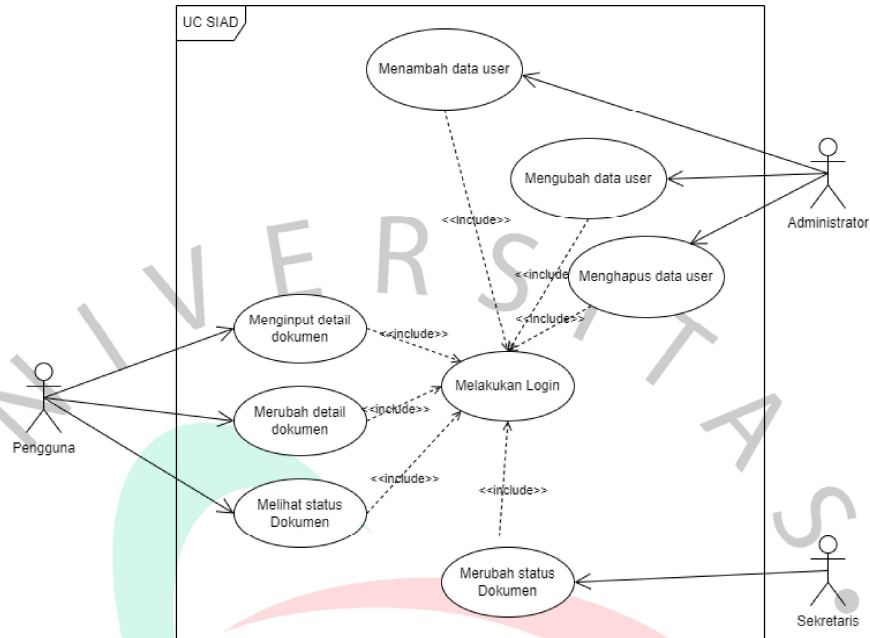 UC SIAD
Menambah data user
Mengubah data user
Administrator
<<include>>
<<include
Menghapus data user
<<include>>
Menginput detail
dokumen
<<include>>
Melakukan Login
Merubah detail
dokumen
<<include>>
Pengguna
Melihat status
Dokumen
<<include>>
<<include>>
Merubah status
Dokumen
Sekretaris
NIVERSITAS